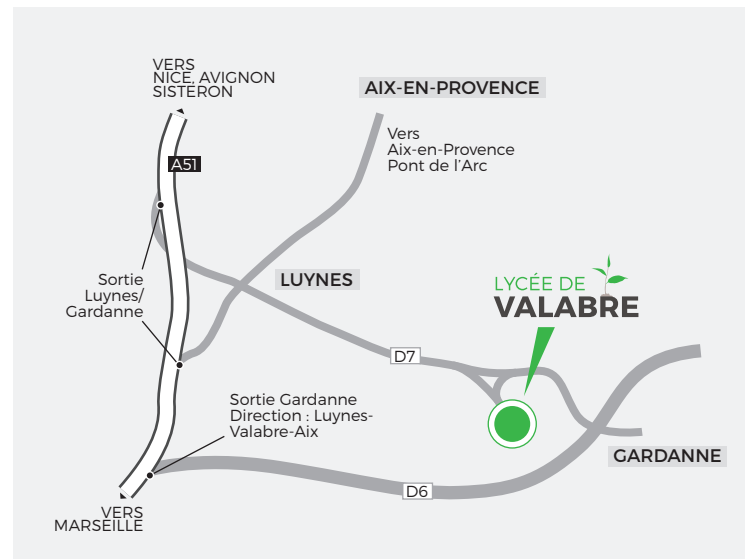 VERS
NICE, AVIGNON
SISTERON
AIX-EN-PROVENCE
Vers
Aix-en-Provence
Pont de l'Arc
A51
Sortie
Luynes/
Gardanne
LUYNES
LYCÉE DE
VALABRE
D7
Sortie Gardanne
Direction : Luynes-
Valabre-Aix
GARDANNE
D6
VERS
MARSEILLE